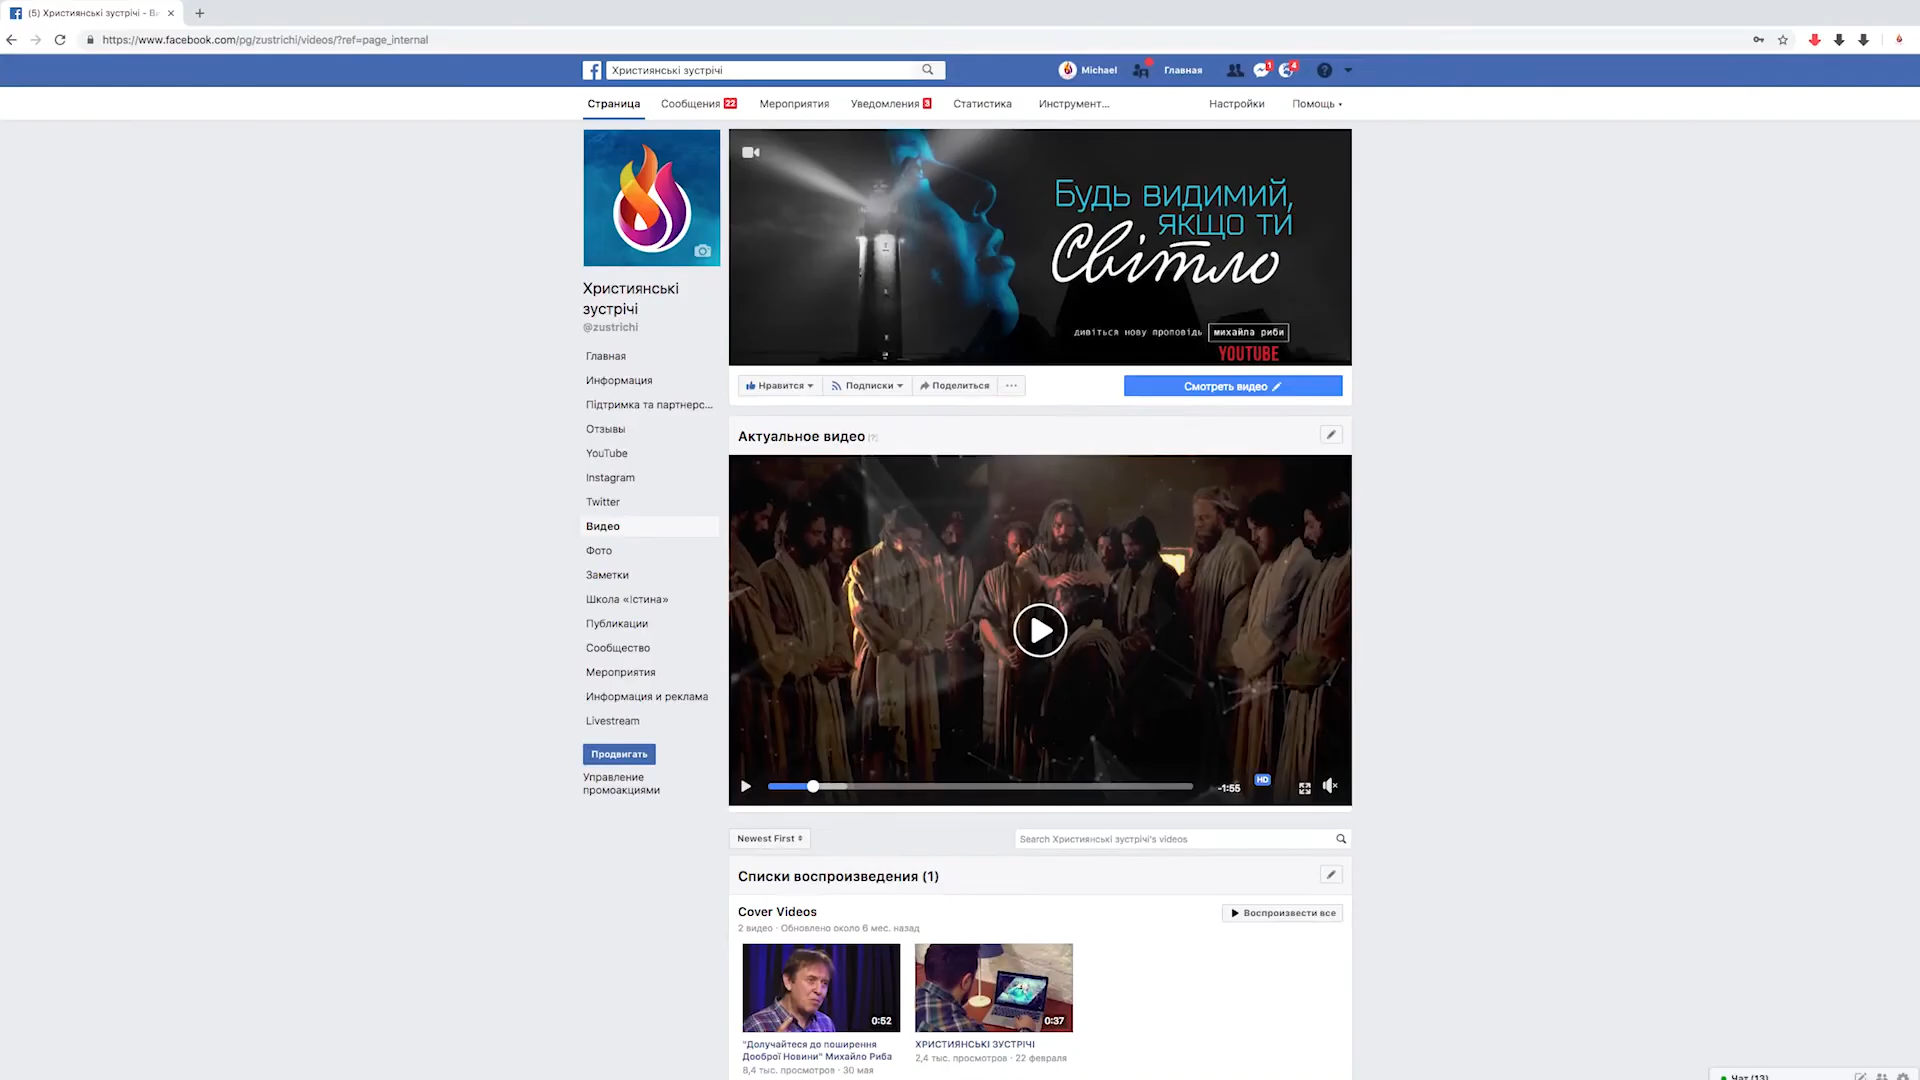 (5) Християнські зустрічі - Ві
https://www.facebook.com/pg/zustrichi/videos/?ref=page_internal
Християнські зустрічі
Michael
Главная
1
4
Страница
Сообщения 22
Мероприятия
Уведомления 3
Статистика
Инструмент...
Настройки
Помощь
Будь видимий,
якщо ти
Світло
дивіться нову проповідь михайла риби
YOUTUBE
Християнські
зустрічі
@zustrichi
Главная
Информация
Підтримка та партнерс...
Отзывы
YouTube
Instagram
Twitter
Видео
Фото
Заметки
Школа «Істина»
Публикации
Сообщество
Мероприятия
Информация и реклама
Livestream
Продвигать
Управление
промоакциями
Нравится
Подписки
Поделиться
...
Смотреть видео
Актуальное видео [?]
-1:55
HD
Newest First
Search Християнські зустрічі's videos
Списки воспроизведения (1)
Cover Videos
2 видео · Обновлено около 6 мес. назад
Воспроизвести все
0:52
0:37
"Долучайтеся до поширення
Дооброї Новини" Михайло Риба
8,4 тыс. просмотров · 30 мая
ХРИСТИЯНСЬКІ ЗУСТРІЧІ
2,4 тыс. просмотров · 22 февраля
Чат (13)